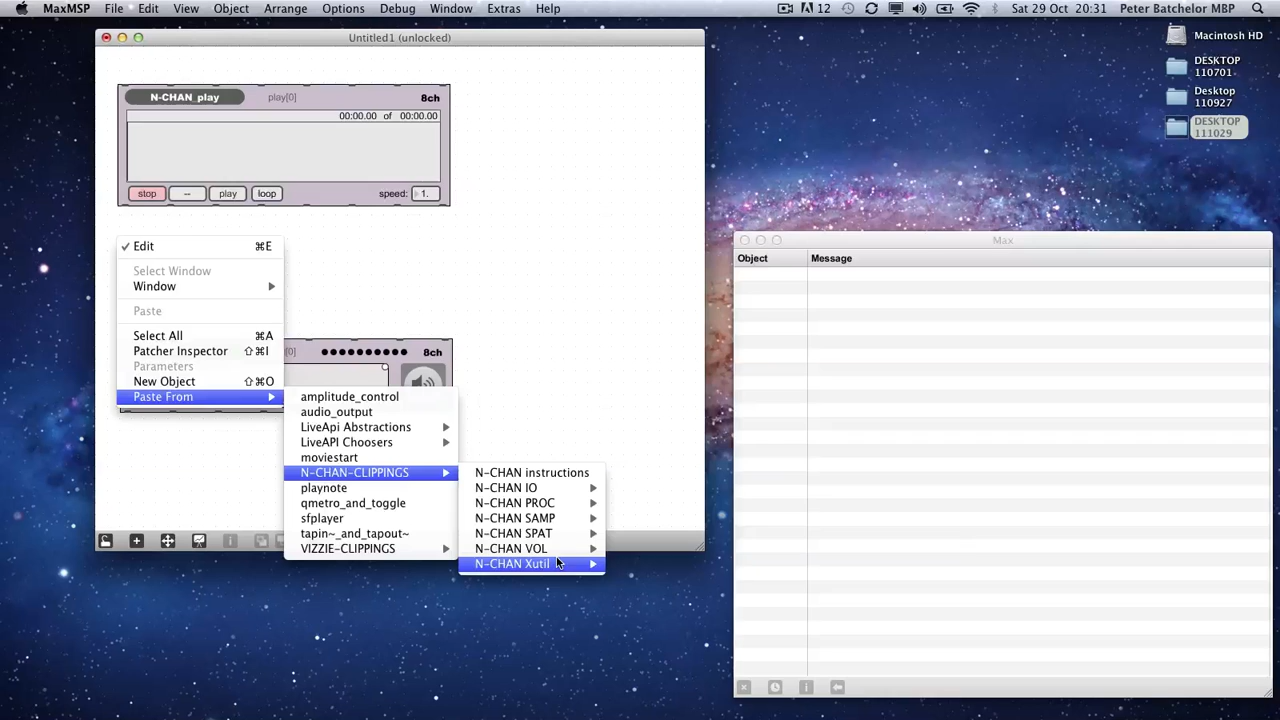 MaxMSP File Edit View Object Arrange Options Debug Window Extras Help 12 Sat 29 Oct 20:31 Peter Batchelor MBP
Macintosh HD
DESKTOP
110701
Desktop
110927
DESKTOP
111029
Untitled1 (unlocked)
N-CHAN_play play[0] 8ch
00:00.00 of 00:00.00
stop -- play loop speed: 1.
Edit ⌘E
Select Window
Window
Paste
Select All ⌘A
Patcher Inspector ⇧⌘I
Parameters
New Object ⇧⌘O
Paste From
[0] 8ch
amplitude_control
audio_output
LiveApi Abstractions
LiveAPI Choosers
moviestart
N-CHAN-CLIPPINGS
playnote
qmetro_and_toggle
sfplayer
tapin~_and_tapout~
VIZZIE-CLIPPINGS
N-CHAN instructions
N-CHAN IO
N-CHAN PROC
N-CHAN SAMP
N-CHAN SPAT
N-CHAN VOL
N-CHAN Xutil
Max
Object Message